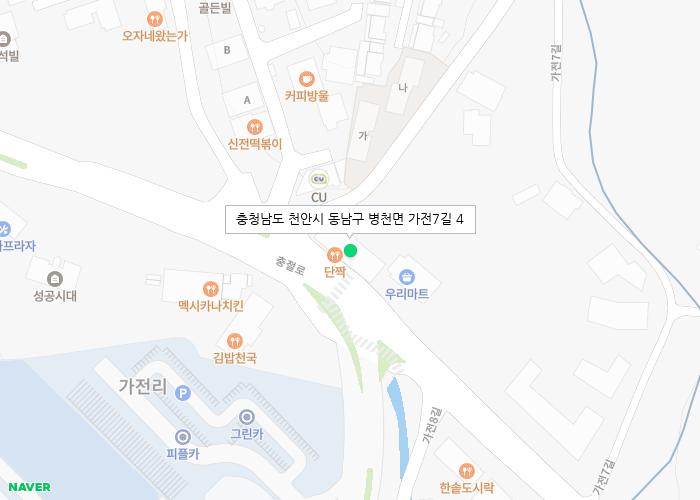 골든빌
오자네왔는가
석빌
B
가전7길
커피방울
나
A
가
신전떡볶이
CU
CU
충청남도 천안시 동남구 병천면 가전7길 4
아프라자
단짝
충절로
성공시대
우리마트
멕시카나치킨
김밥천국
가전리
P
그린카
가전8길
피플카
가전7길
한솥도시락
NAVER